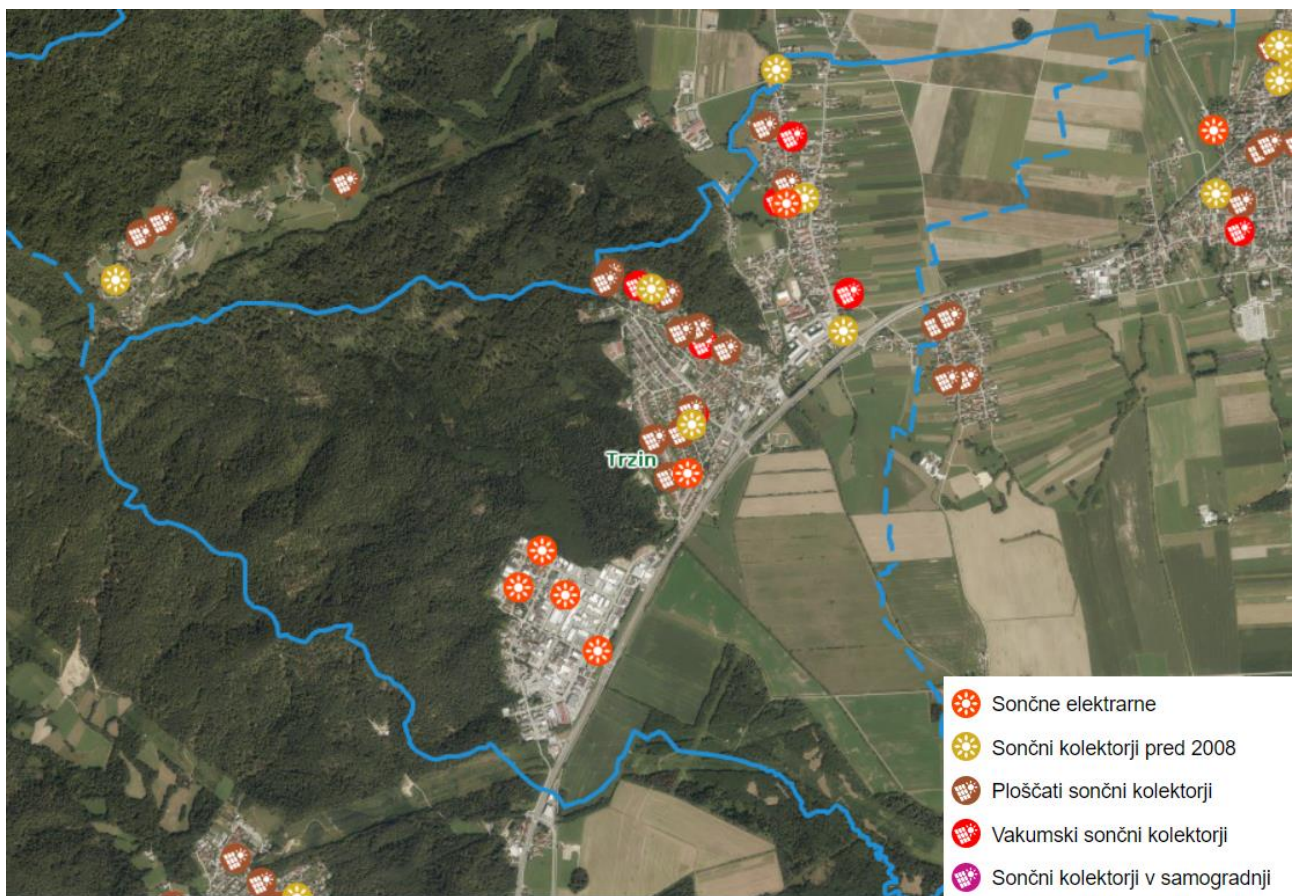 Trzin
Sončne elektrarne
Sončni kolektorji pred 2008
Ploščati sončni kolektorji
Vakumski sončni kolektorji
Sončni kolektorji v samogradnji